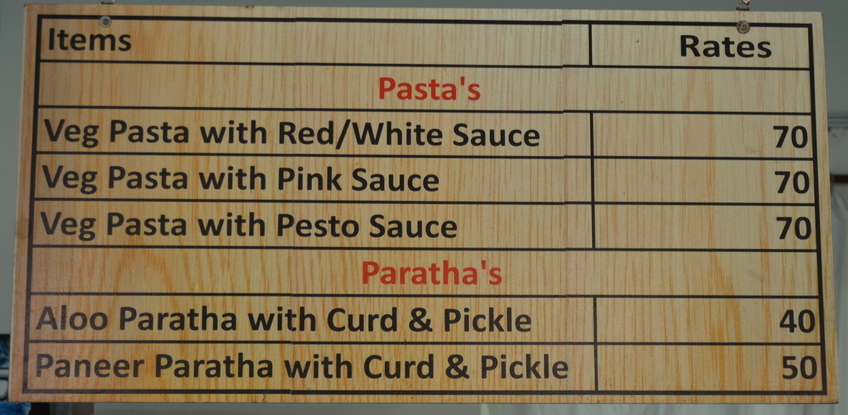 Items Rates
Pasta's
Veg Pasta with Red/White Sauce 70
Veg Pasta with Pink Sauce 70
Veg Pasta with Pesto Sauce 70
Paratha's
Aloo Paratha with Curd & Pickle 40
Paneer Paratha with Curd & Pickle 50